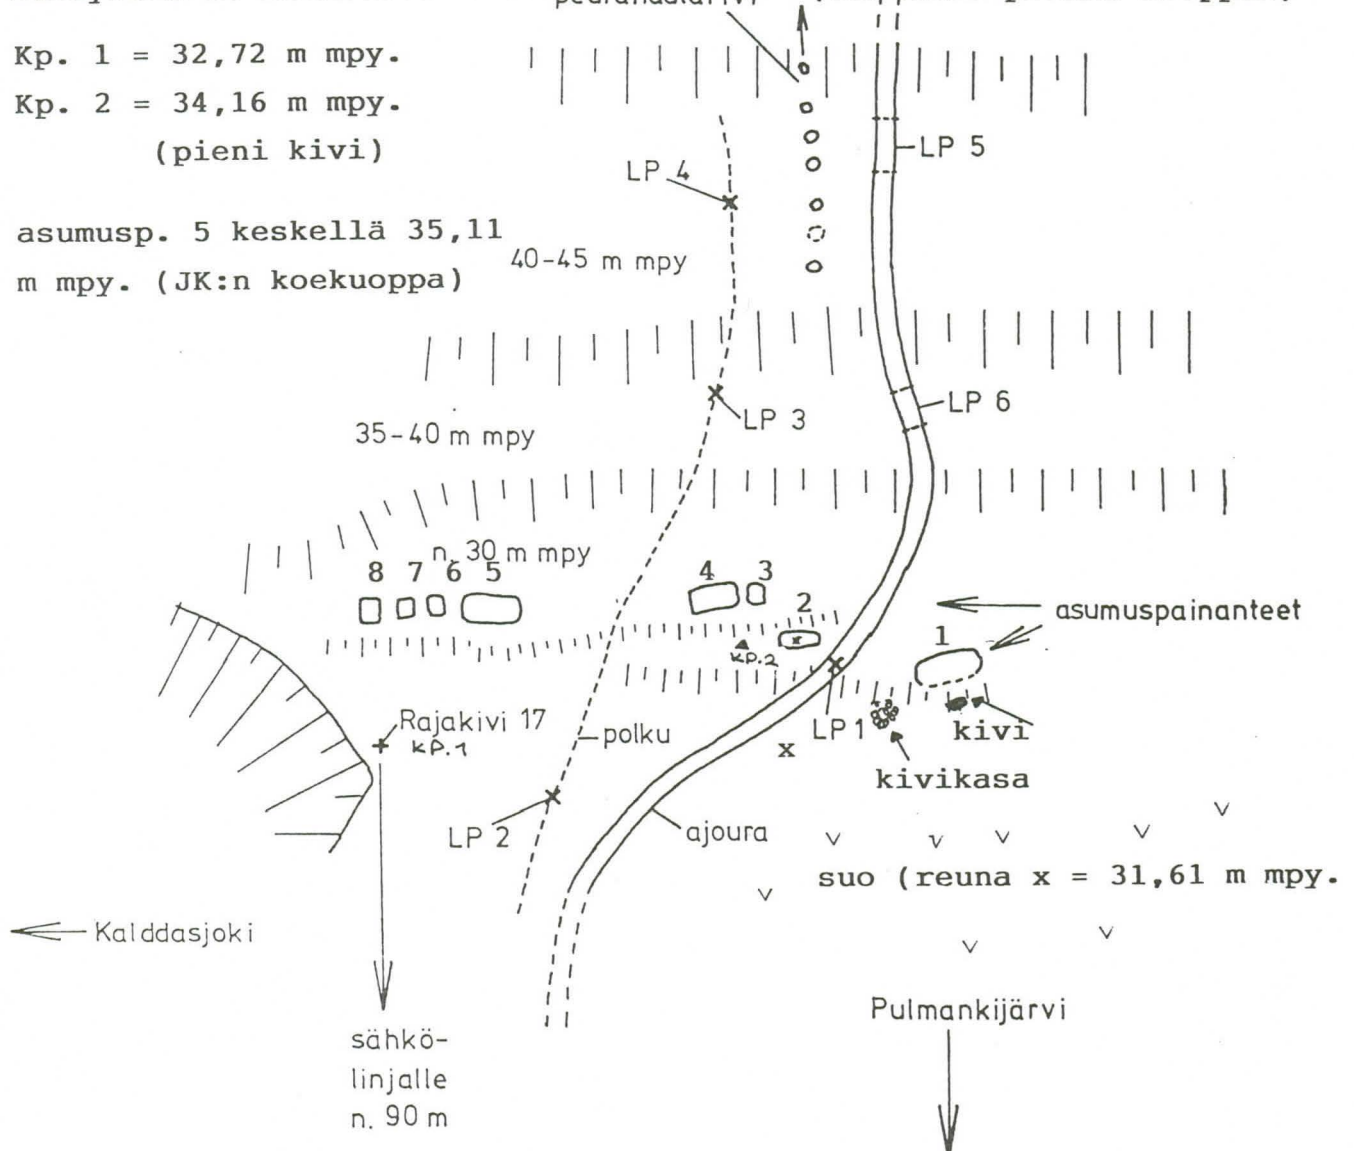 Kp. 1 = 32,72 m mpy.
Kp. 2 = 34,16 m mpy.
(pieni kivi)
asumusp. 5 keskellä 35,11
m mpy. (JK:n koekuoppa)
LP 4
LP 5
40-45 m mpy
LP 3
LP 6
35-40 m mpy
n. 30 m mpy
8 7 6 5
4 3
2
1
asumuspainanteet
KP.2
Rajakivi 17
KP.1
polku
LP 1
x
kivi
kivikasa
LP 2
ajoura
suo (reuna x = 31,61 m mpy.
Kalddasjoki
Pulmankijärvi
sähkö-
linjalle
n. 90 m